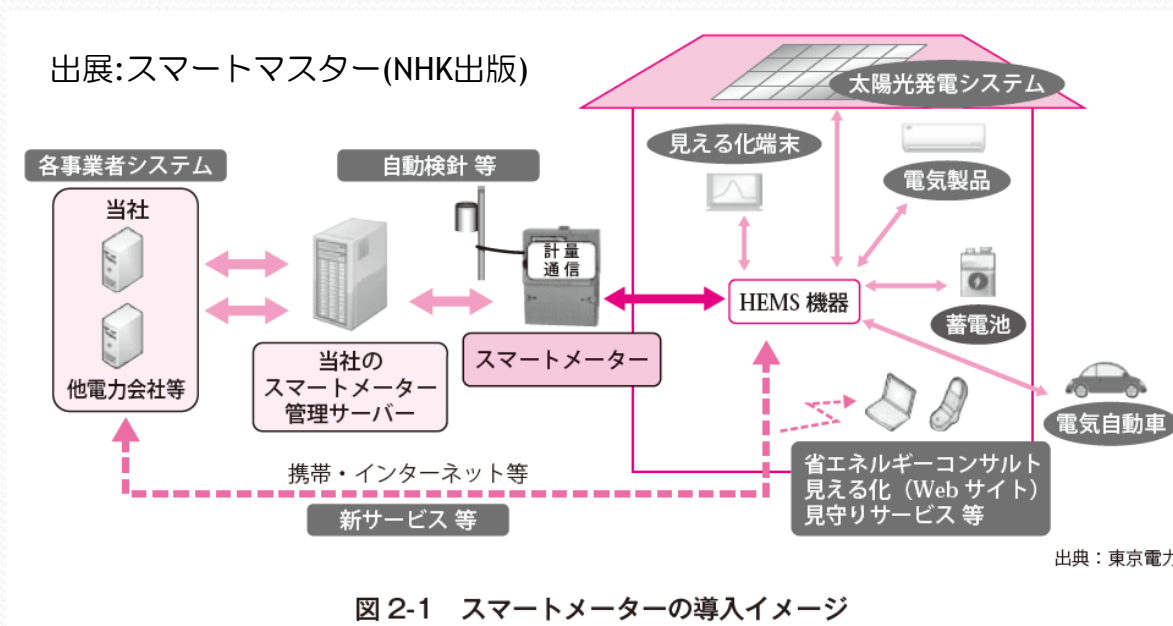 出展:スマートマスター(NHK出版)
太陽光発電システム
見える化端末
各事業者システム
自動検針 等
電気製品
当社
計量
通信
HEMS 機器
蓄電池
スマートメーター
他電力会社等
当社の
スマートメーター
管理サーバー
電気自動車
携帯・インターネット等
新サービス 等
省エネルギーコンサルト
見える化（Web サイト）
見守りサービス 等
出典：東京電力
図 2-1 スマートメーターの導入イメージ